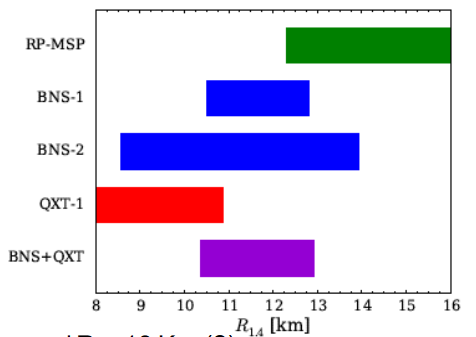 RP-MSP
BNS-1
BNS-2
QXT-1
BNS+QXT
8 9 10 11 12 13 14 15 16
R1.4 [km]